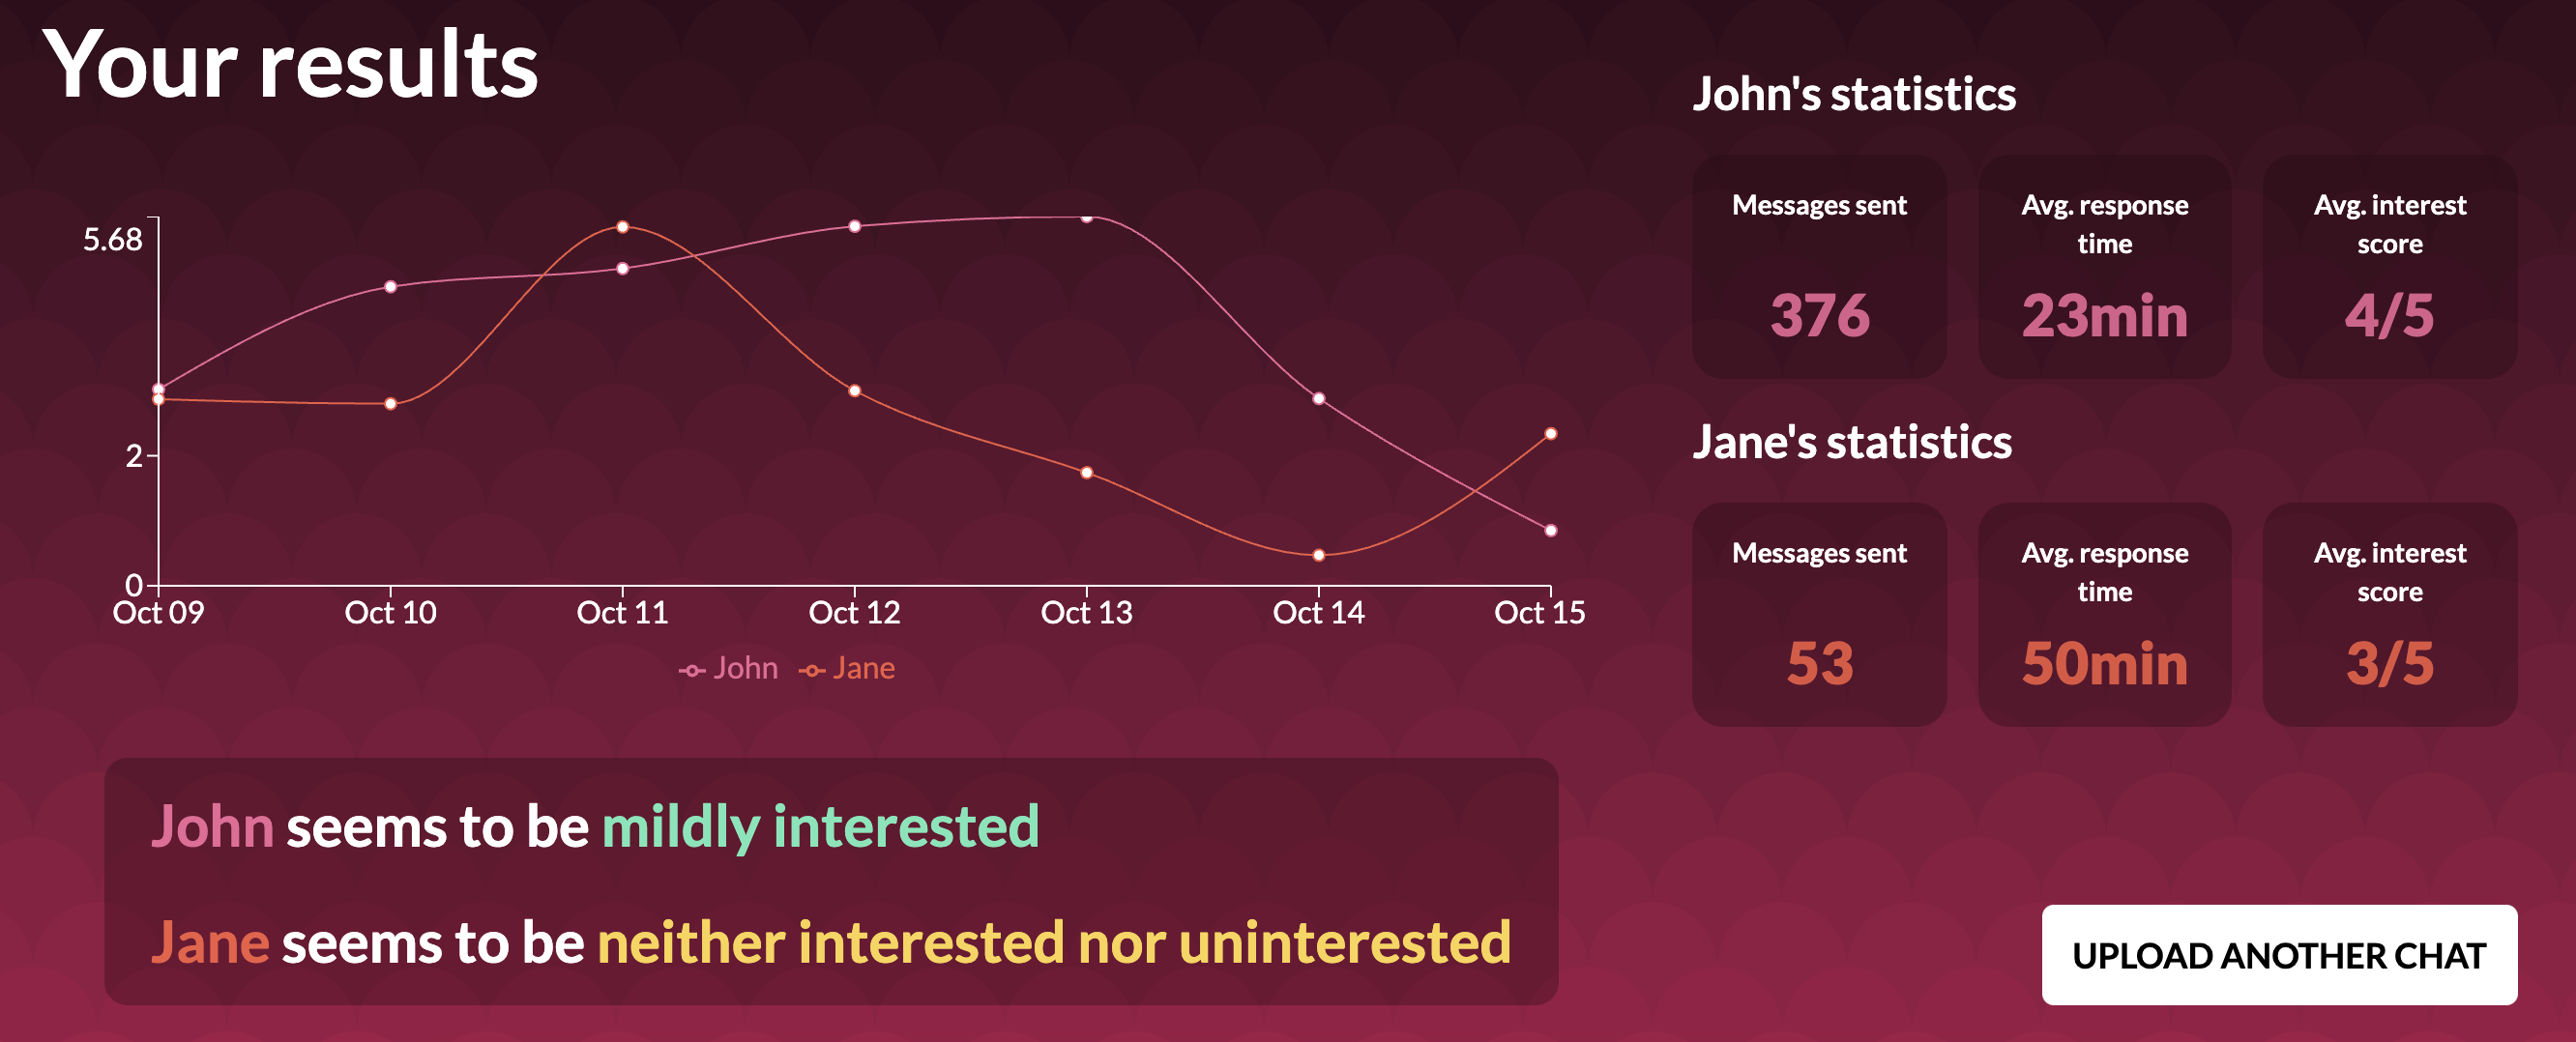 Your results
5.68
2
0
Oct 09 Oct 10 Oct 11 Oct 12 Oct 13 Oct 14 Oct 15
John Jane
John seems to be mildly interested
Jane seems to be neither interested nor uninterested
John's statistics
Messages sent
376
Avg. response
time
23min
Avg. interest
score
4/5
Jane's statistics
Messages sent
53
Avg. response
time
50min
Avg. interest
score
3/5
UPLOAD ANOTHER CHAT